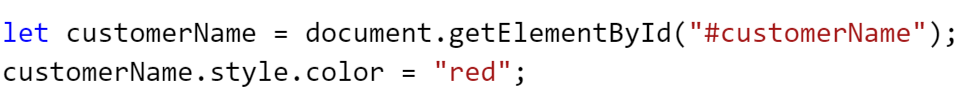 let customerName = document.getElementById("#customerName");
customerName.style.color = "red";